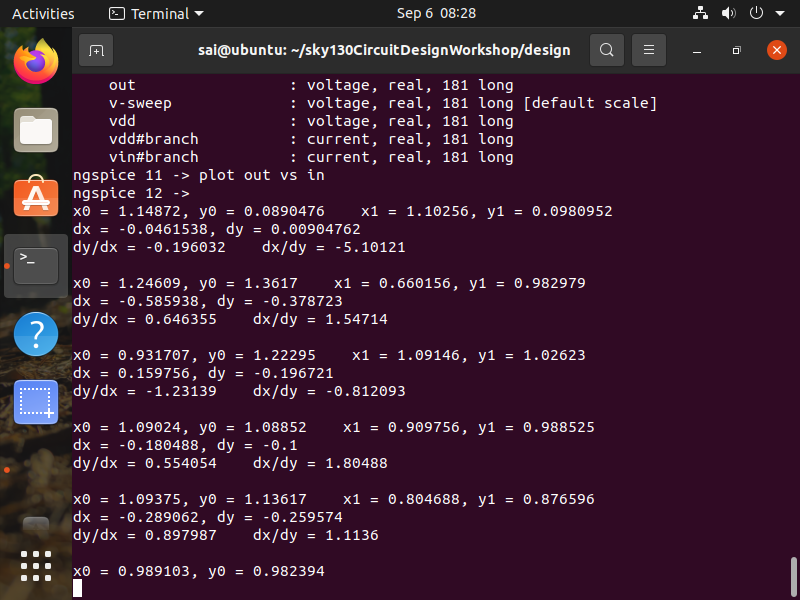 Activities Terminal Sep 6 08:28
sai@ubuntu: ~/sky130CircuitDesignWorkshop/design
out : voltage, real, 181 long
v-sweep : voltage, real, 181 long [default scale]
vdd : voltage, real, 181 long
vdd#branch : current, real, 181 long
vin#branch : current, real, 181 long
ngspice 11 -> plot out vs in
ngspice 12 ->
x0 = 1.14872, y0 = 0.0890476 x1 = 1.10256, y1 = 0.0980952
dx = -0.0461538, dy = 0.00904762
dy/dx = -0.196032 dx/dy = -5.10121
x0 = 1.24609, y0 = 1.3617 x1 = 0.660156, y1 = 0.982979
dx = -0.585938, dy = -0.378723
dy/dx = 0.646355 dx/dy = 1.54714
x0 = 0.931707, y0 = 1.22295 x1 = 1.09146, y1 = 1.02623
dx = 0.159756, dy = -0.196721
dy/dx = -1.23139 dx/dy = -0.812093
x0 = 1.09024, y0 = 1.08852 x1 = 0.909756, y1 = 0.988525
dx = -0.180488, dy = -0.1
dy/dx = 0.554054 dx/dy = 1.80488
x0 = 1.09375, y0 = 1.13617 x1 = 0.804688, y1 = 0.876596
dx = -0.289062, dy = -0.259574
dy/dx = 0.897987 dx/dy = 1.1136
x0 = 0.989103, y0 = 0.982394